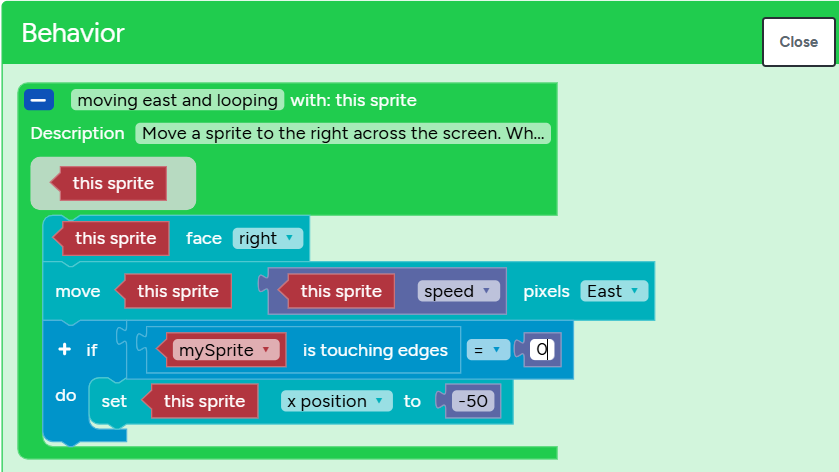 Behavior
Close
moving east and looping with: this sprite
Description Move a sprite to the right across the screen. Wh...
this sprite
this sprite face right
move this sprite this sprite speed pixels East
+ if mySprite is touching edges = 0
do set this sprite x position to -50